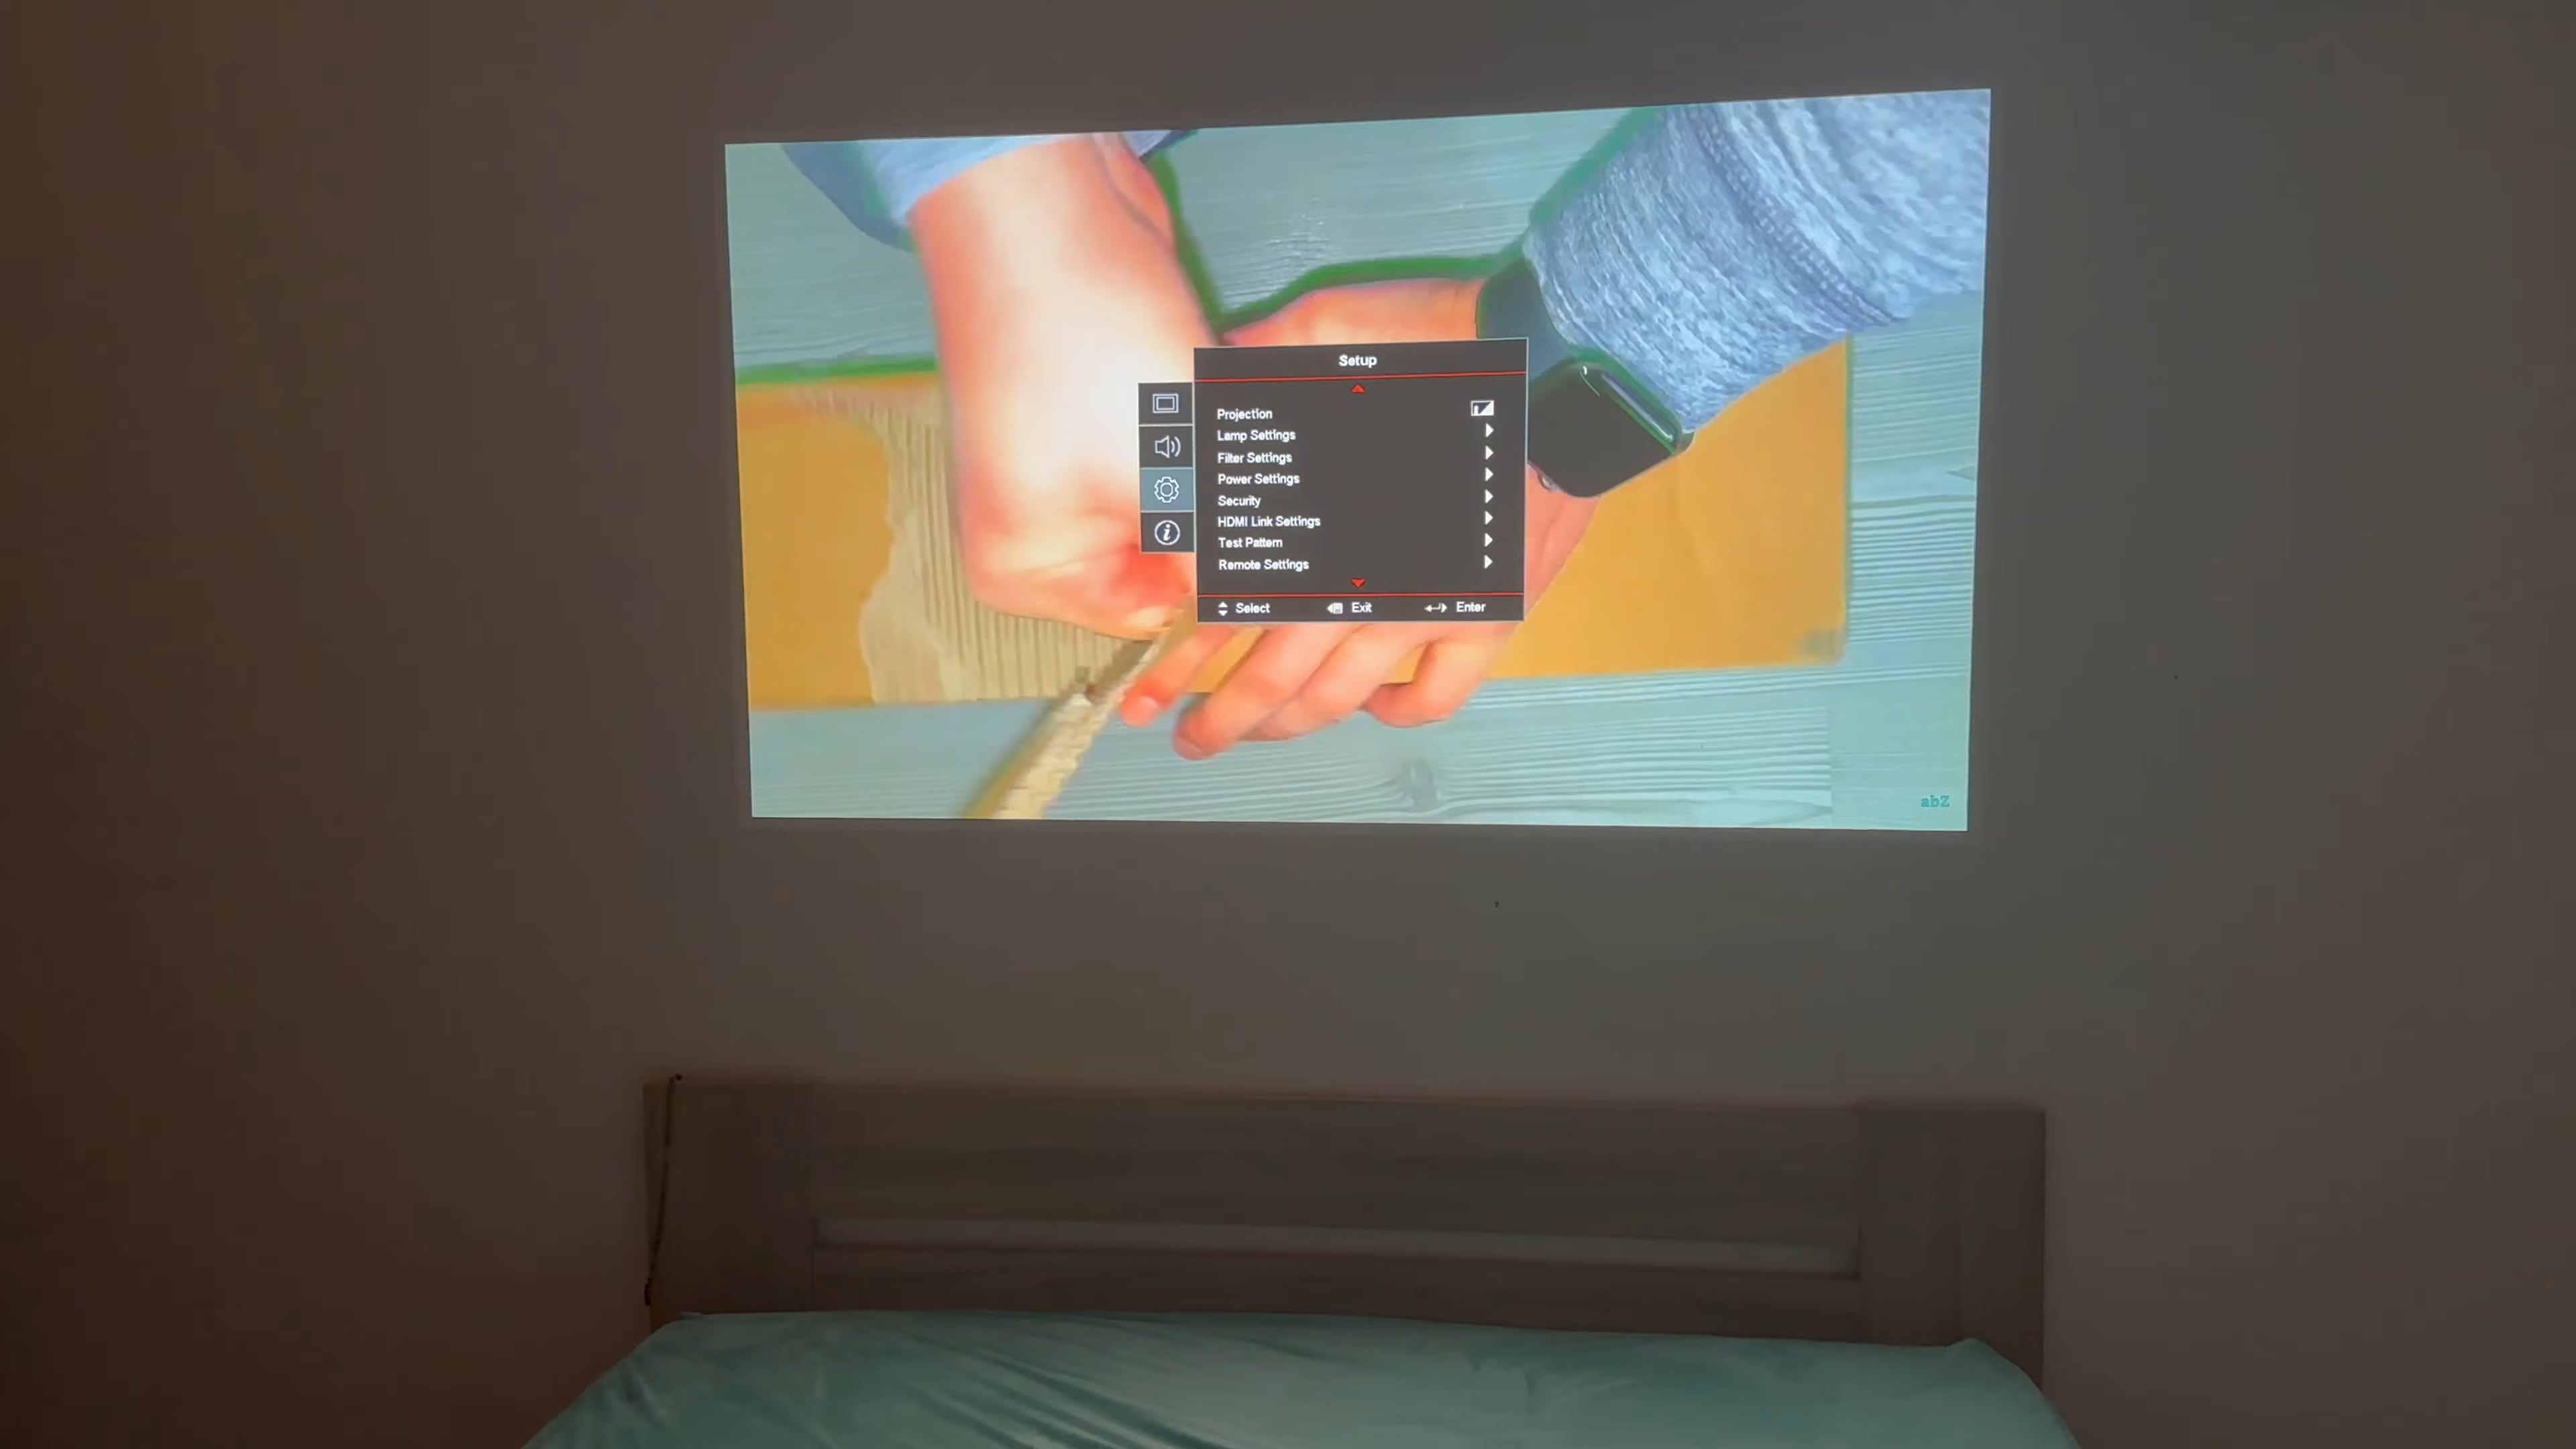 Setup
Projection
Lamp Settings
Filter Settings
Power Settings
Security
HDMI Link Settings
Test Pattern
Remote Settings
Select Exit Enter
abZ